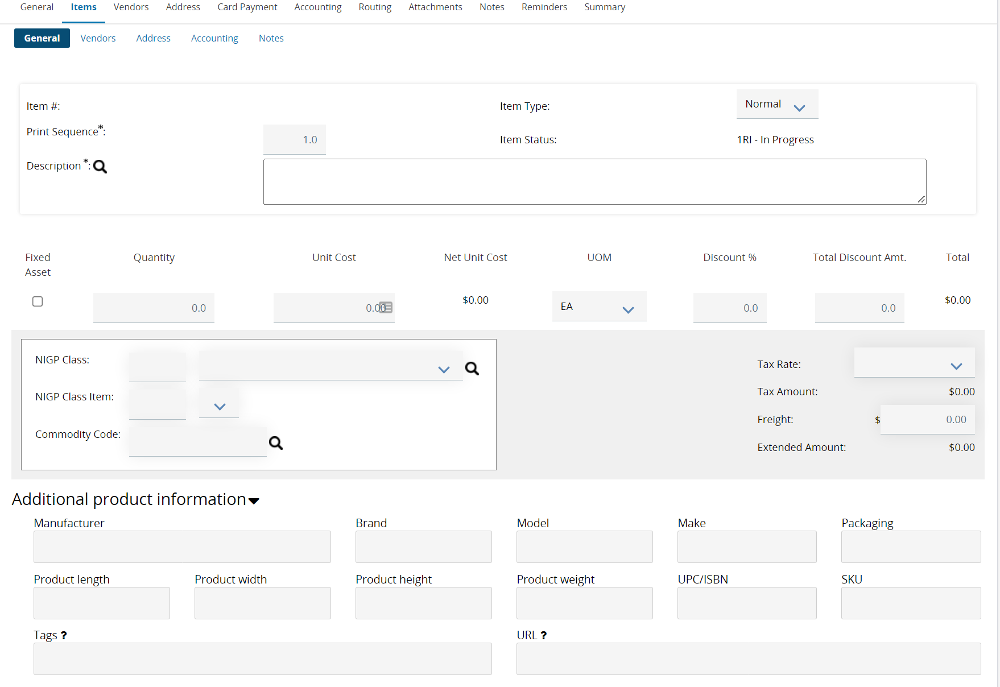 General Items Vendors Address Card Payment Accounting Routing Attachments Notes Reminders Summary
General Vendors Address Accounting Notes
Item #:
Item Type:
Normal
Print Sequence*:
1.0
Item Status:
1RI - In Progress
Description *:
Fixed Asset
Quantity
Unit Cost
Net Unit Cost
UOM
Discount %
Total Discount Amt.
Total
0.0
0.00
$0.00
EA
0.0
0.0
$0.00
NIGP Class:
NIGP Class Item:
Commodity Code:
Tax Rate:
Tax Amount:
$0.00
Freight:
$ 0.00
Extended Amount:
$0.00
Additional product information
Manufacturer
Brand
Model
Make
Packaging
Product length
Product width
Product height
Product weight
UPC/ISBN
SKU
Tags ?
URL ?